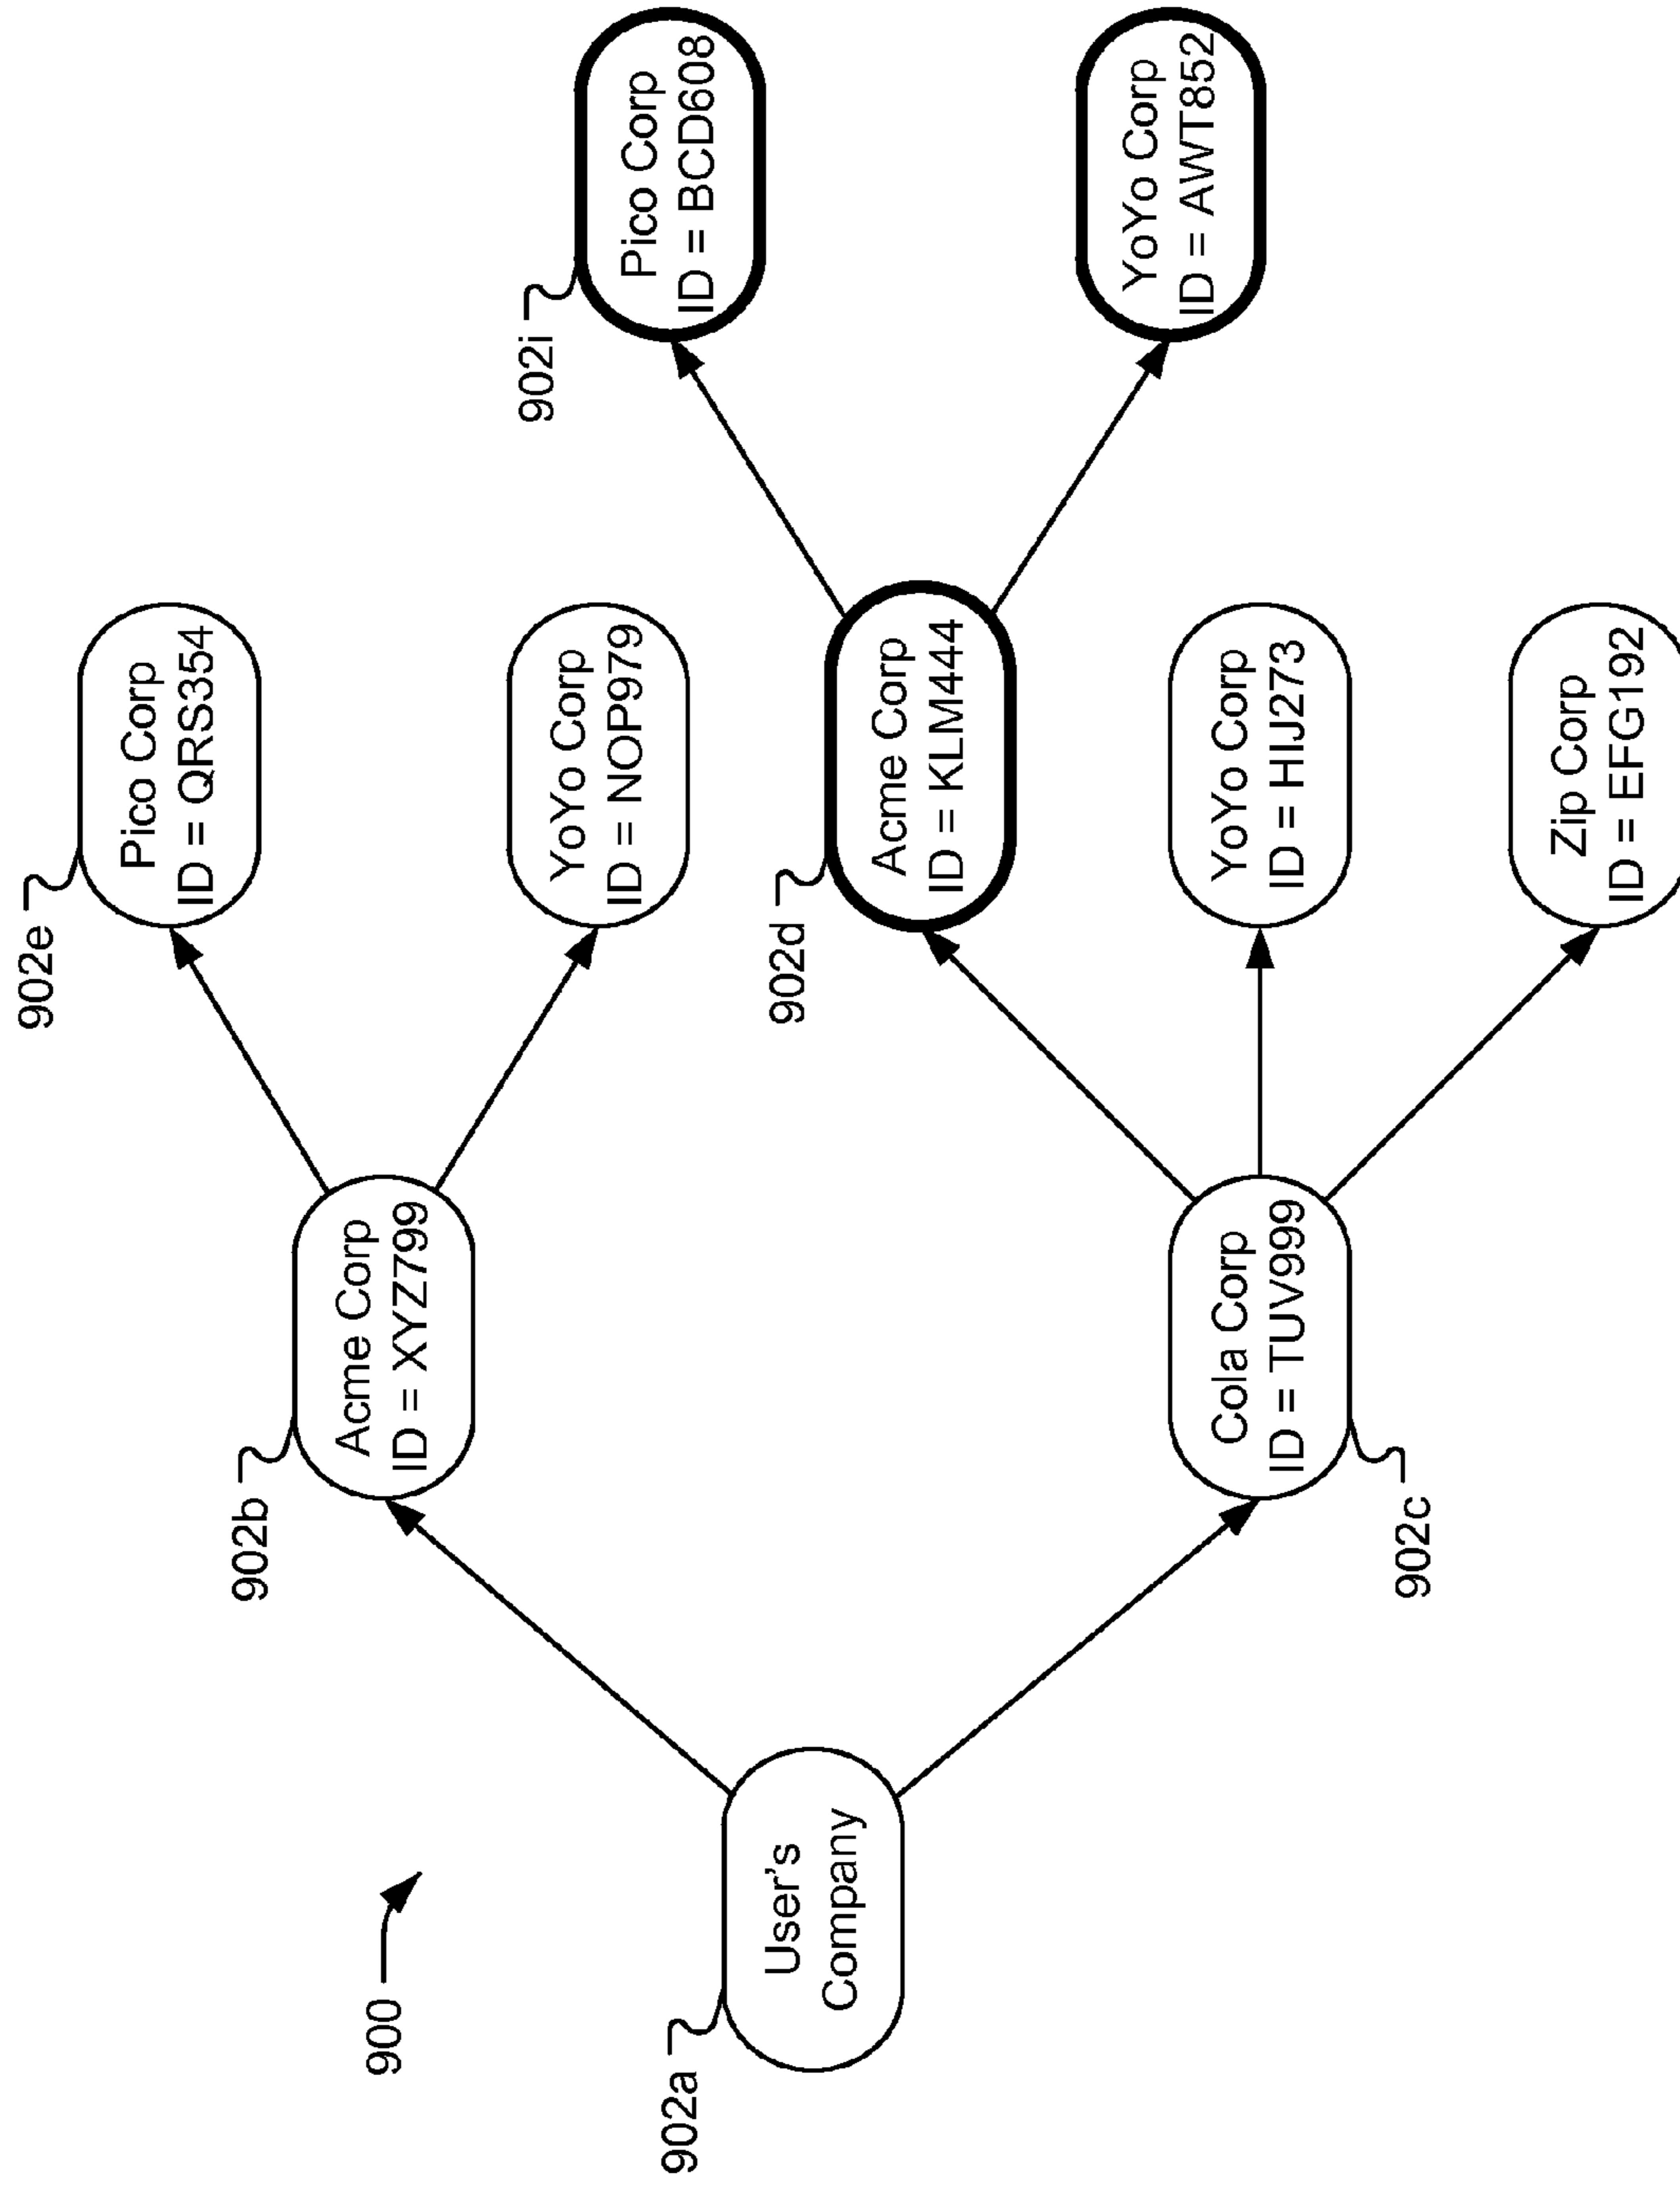 900
902a
User's
Company
902b
Acme Corp
ID = XYZ799
902c
Cola Corp
ID = TUV999
902e
Pico Corp
ID = QRS354
YoYo Corp
ID = NOP979
902d
Acme Corp
ID = KLM444
YoYo Corp
ID = HIJ273
Zip Corp
ID = EFG192
902i
Pico Corp
ID = BCD608
YoYo Corp
ID = AWT852